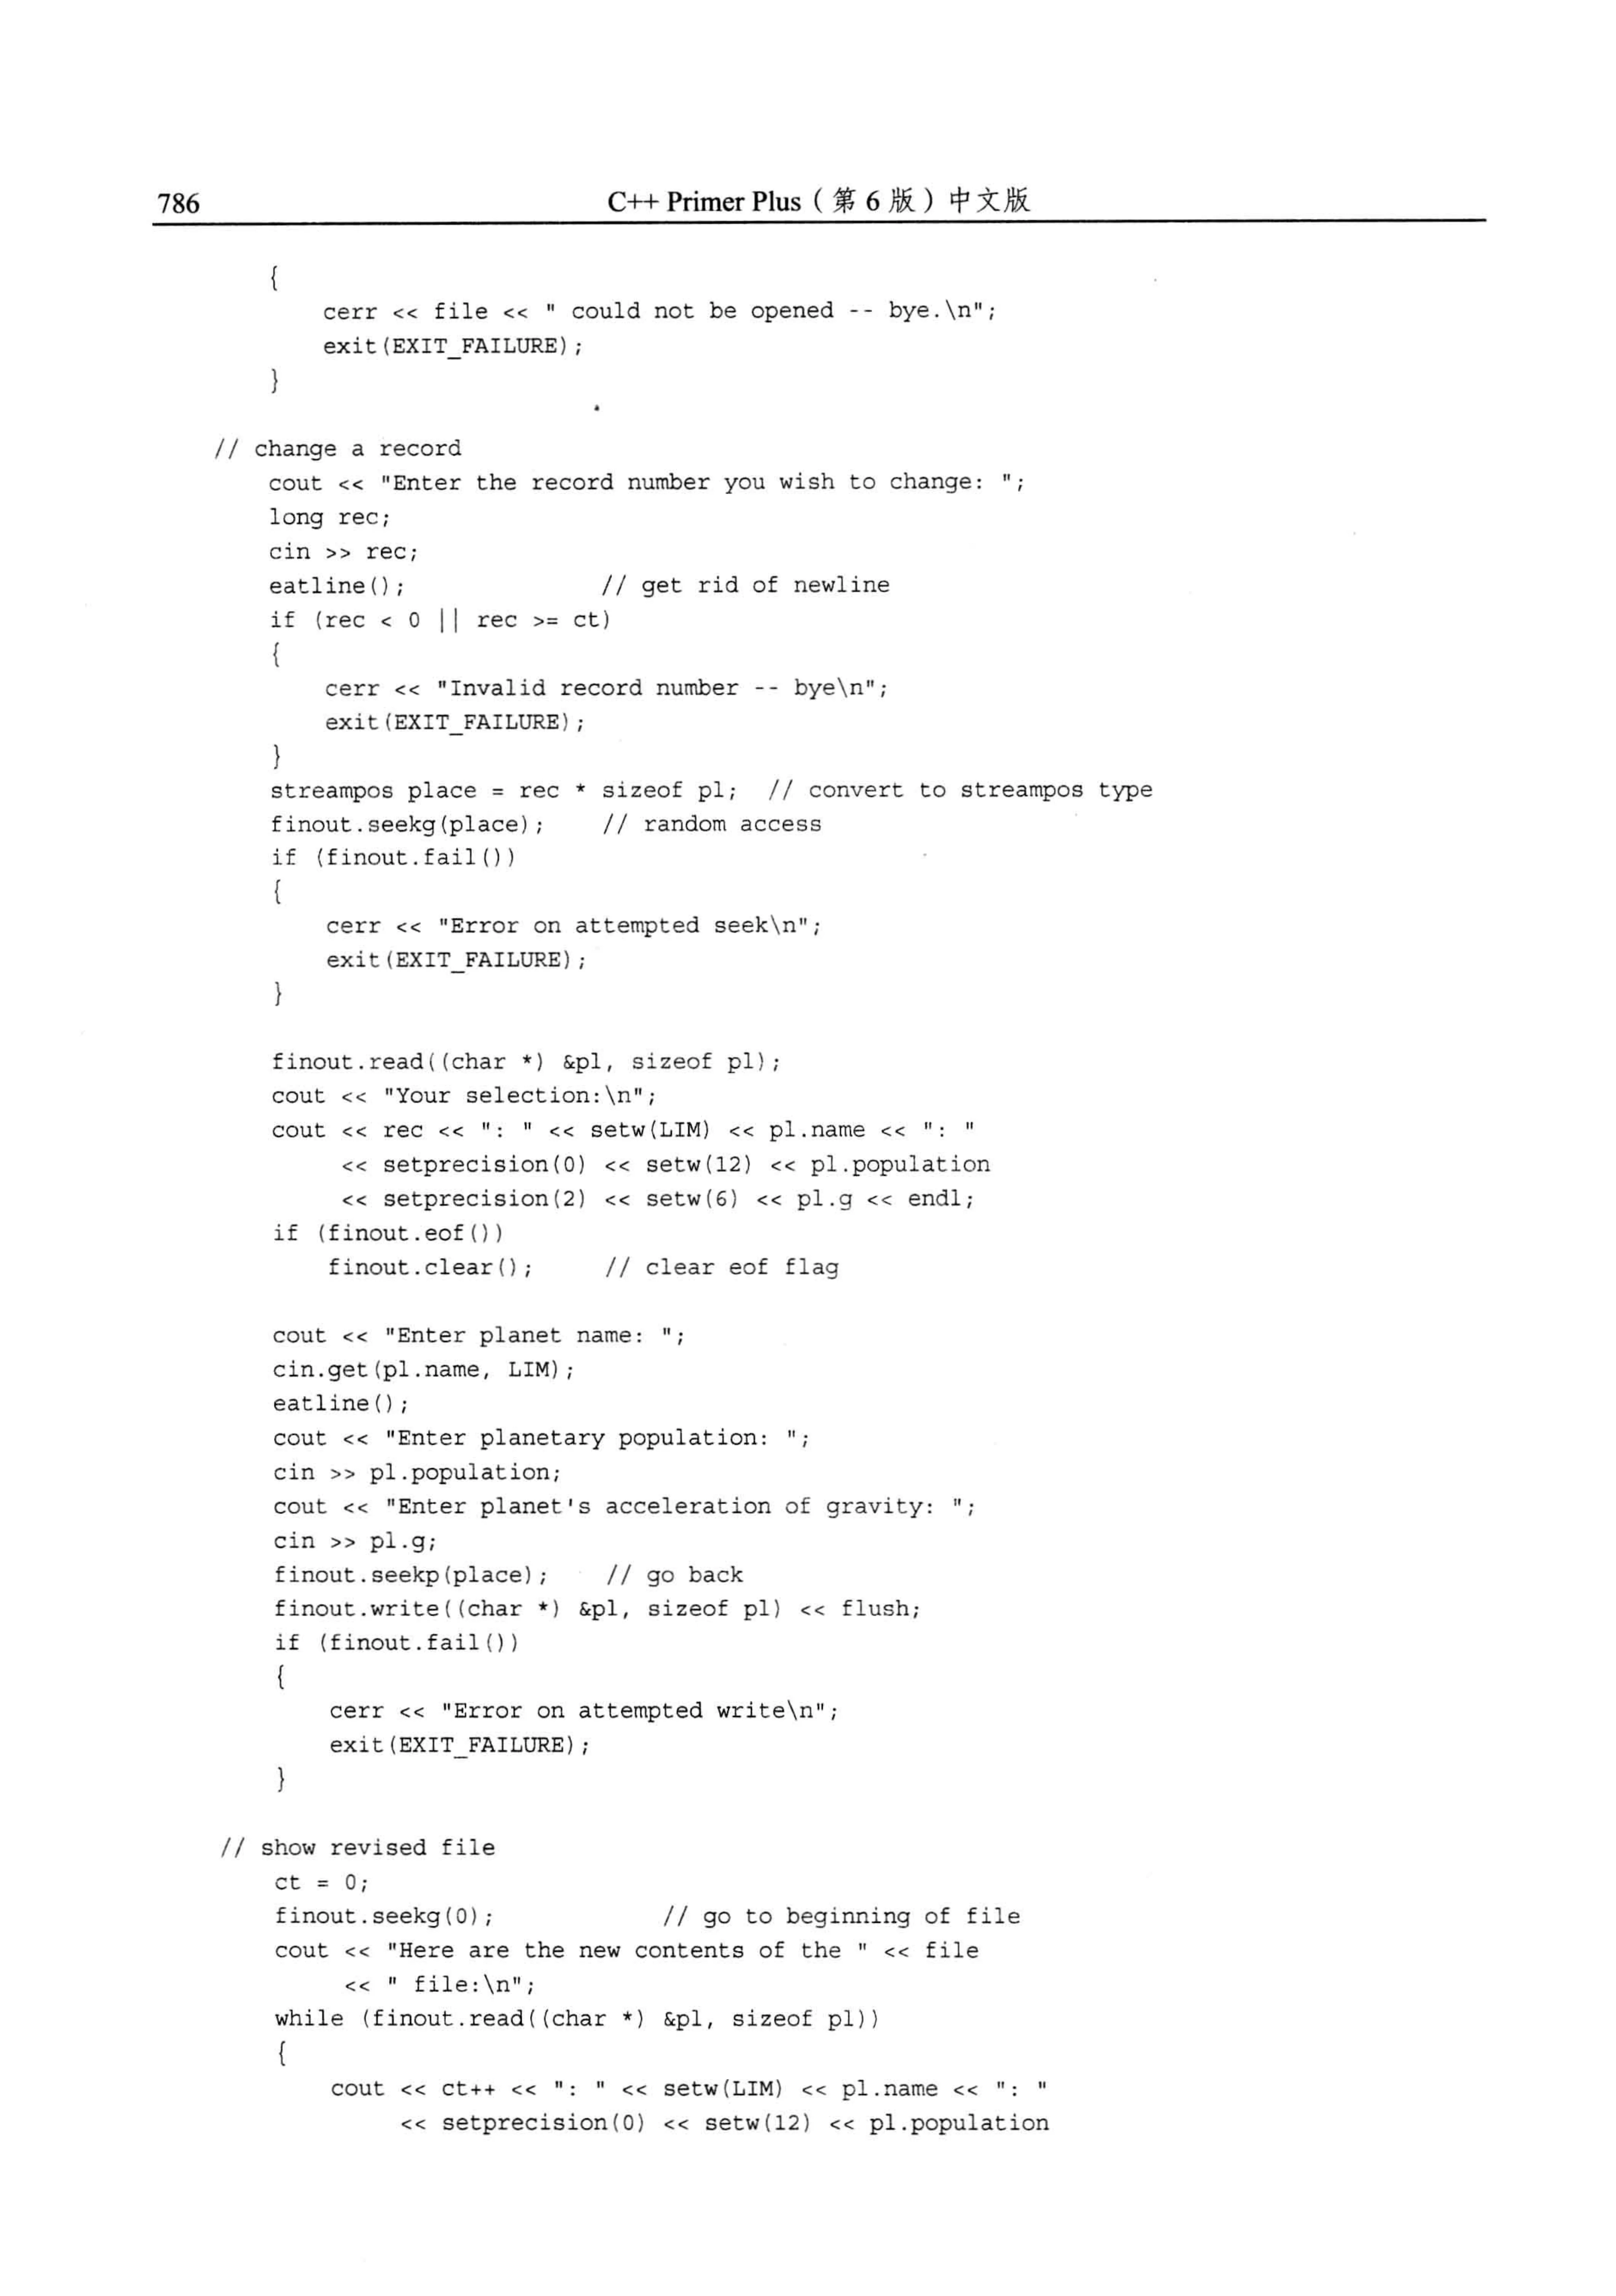 786
C++ Primer Plus（第 6 版）中文版
{
cerr << file << " could not be opened -- bye.\n";
exit(EXIT_FAILURE);
}
// change a record
cout << "Enter the record number you wish to change: ";
long rec;
cin >> rec;
eatline(); // get rid of newline
if (rec < 0 || rec >= ct)
{
cerr << "Invalid record number -- bye\n";
exit(EXIT_FAILURE);
}
streampos place = rec * sizeof pl; // convert to streampos type
finout.seekg(place); // random access
if (finout.fail())
{
cerr << "Error on attempted seek\n";
exit(EXIT_FAILURE);
}
finout.read((char *) &pl, sizeof pl);
cout << "Your selection:\n";
cout << rec << ": " << setw(LIM) << pl.name << ": "
<< setprecision(0) << setw(12) << pl.population
<< setprecision(2) << setw(6) << pl.g << endl;
if (finout.eof())
finout.clear(); // clear eof flag
cout << "Enter planet name: ";
cin.get(pl.name, LIM);
eatline();
cout << "Enter planetary population: ";
cin >> pl.population;
cout << "Enter planet's acceleration of gravity: ";
cin >> pl.g;
finout.seekp(place); // go back
finout.write((char *) &pl, sizeof pl) << flush;
if (finout.fail())
{
cerr << "Error on attempted write\n";
exit(EXIT_FAILURE);
}
// show revised file
ct = 0;
finout.seekg(0); // go to beginning of file
cout << "Here are the new contents of the " << file
<< " file:\n";
while (finout.read((char *) &pl, sizeof pl))
{
cout << ct++ << ": " << setw(LIM) << pl.name << ": "
<< setprecision(0) << setw(12) << pl.population